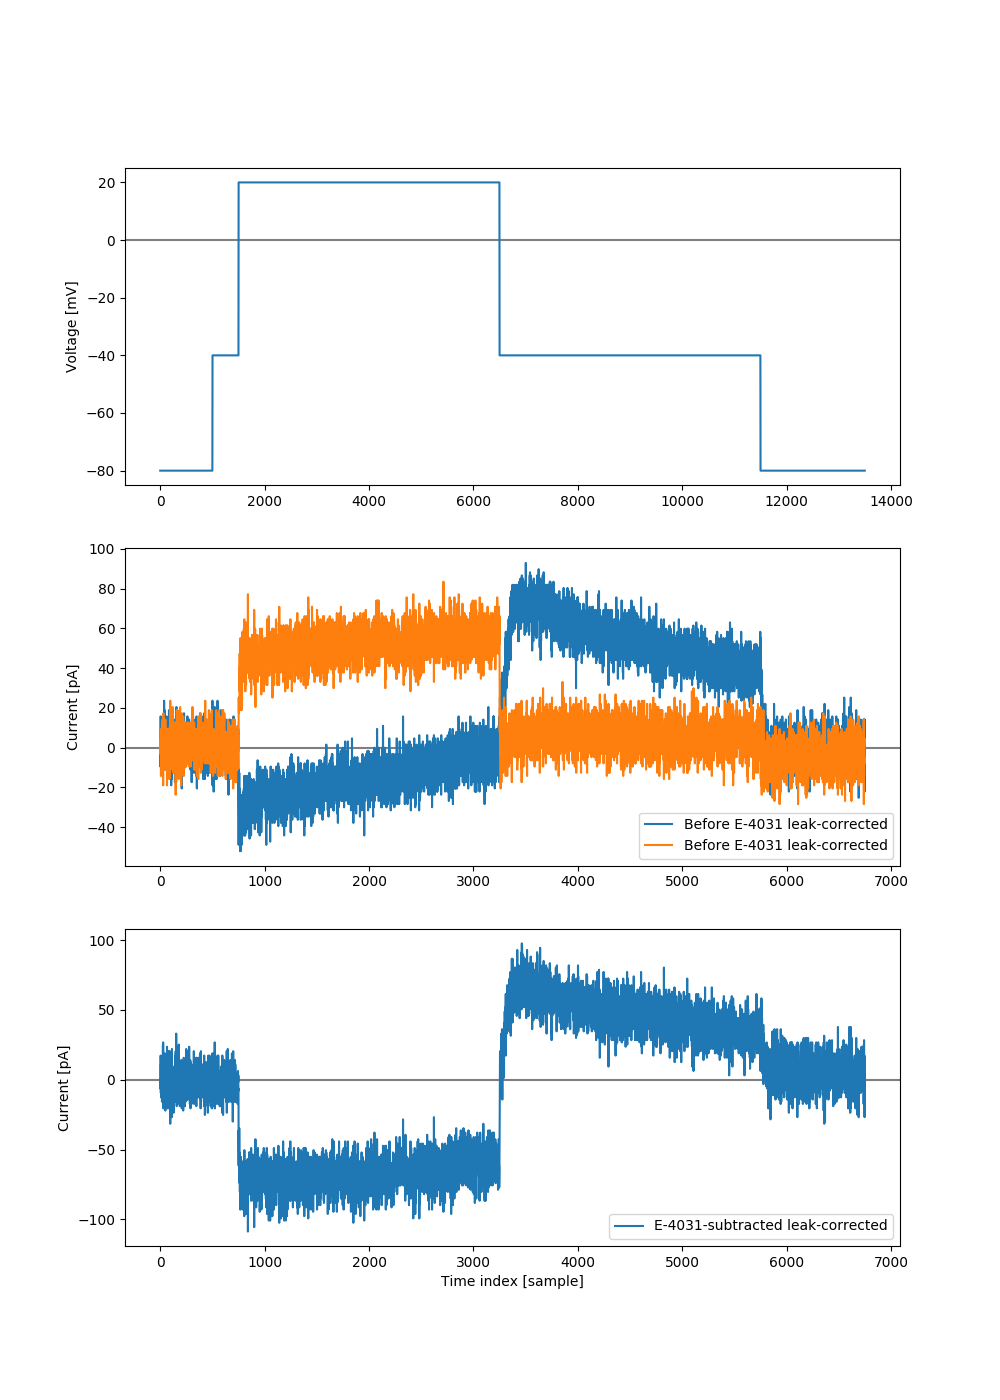 Voltage [mV]
20
0
−20
−40
−60
−80
0 2000 4000 6000 8000 10000 12000 14000
Current [pA]
100
80
60
40
20
0
−20
−40
Before E-4031 leak-corrected
Before E-4031 leak-corrected
0 1000 2000 3000 4000 5000 6000 7000
Current [pA]
100
50
0
−50
−100
E-4031-subtracted leak-corrected
0 1000 2000 3000 4000 5000 6000 7000
Time index [sample]